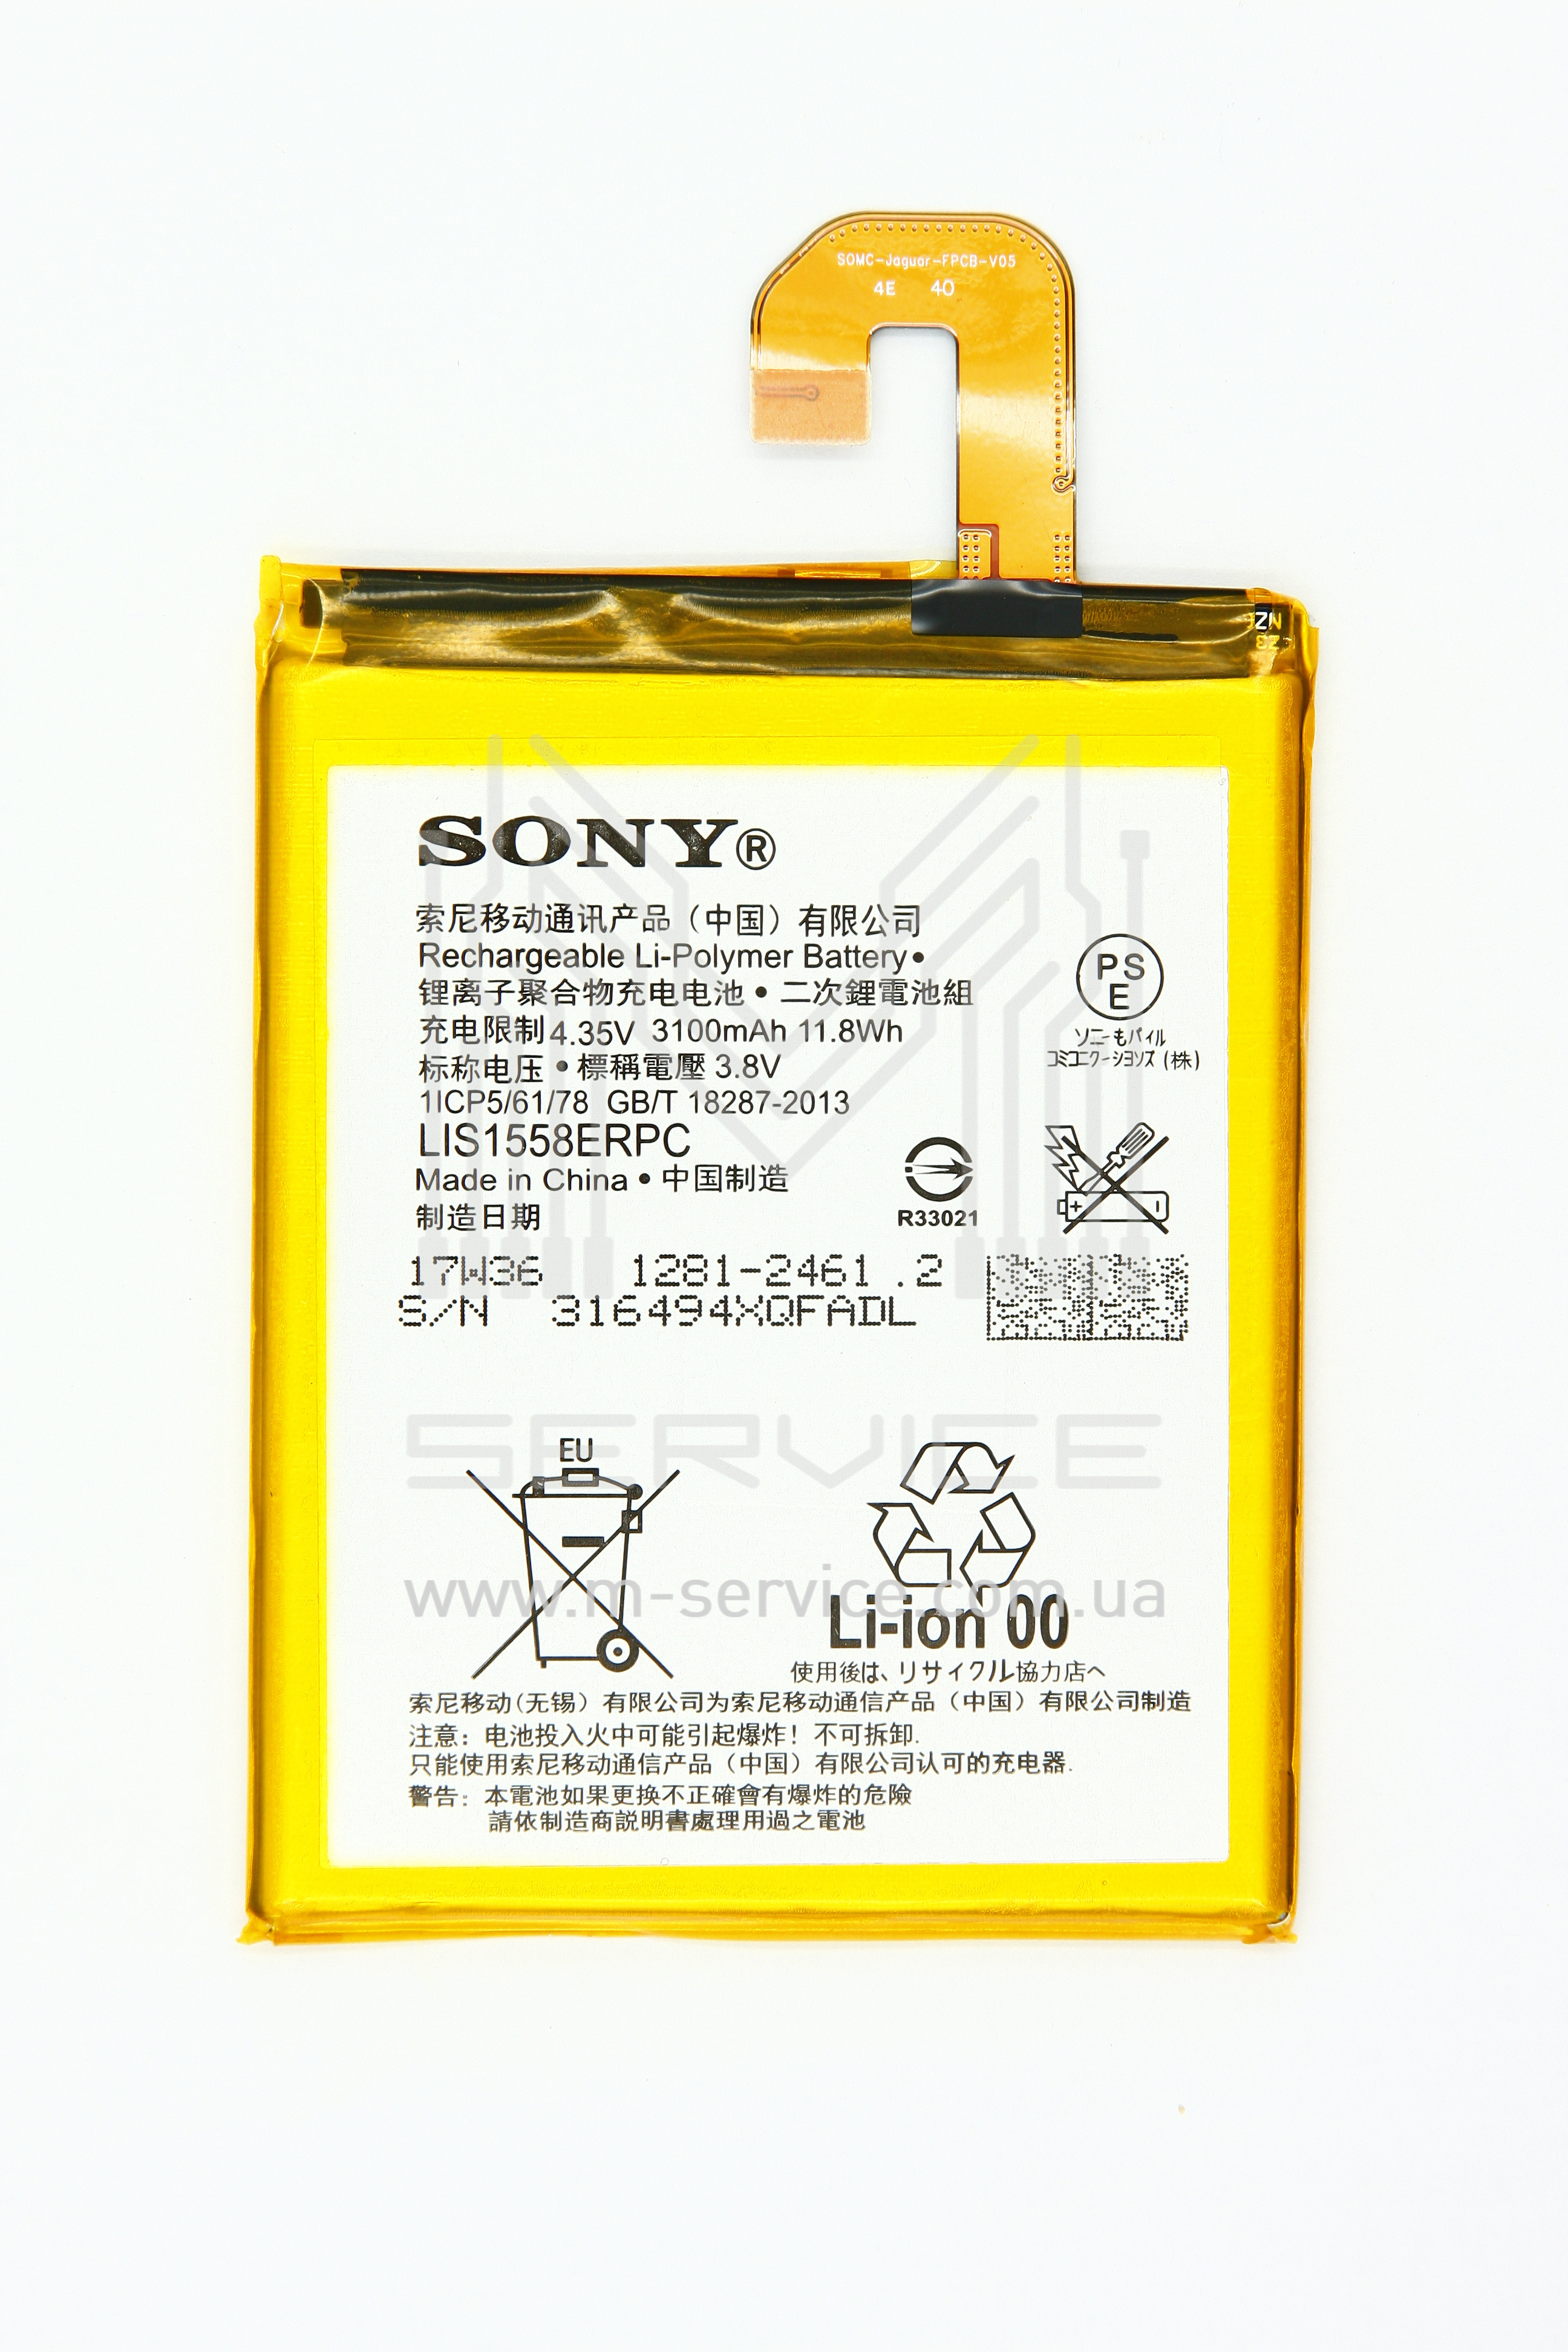 SOMC-Jaguar-FPCB-V05
4E 40
SONY®
索尼移动通讯产品（中国）有限公司
Rechargeable Li-Polymer Battery•
锂离子聚合物充电电池 • 二次鋰電池組
充电限制4.35V 3100mAh 11.8Wh
标称电压 • 標稱電壓 3.8V
1ICP5/61/78 GB/T 18287-2013
LIS1558ERPC
Made in China • 中国制造
制造日期
PS
E
ソニーもバイル
コミコニクーシヨソズ (株)
R33021
17W36 1281-2461 .2
S/N 316494XQFADL
SERVICE
EU
www.m-service.com.ua
Li-ion 00
使用後は、リサイクル協力店へ
索尼移动(无锡）有限公司为索尼移动通信产品（中国）有限公司制造
注意：电池投入火中可能引起爆炸！不可拆卸.
只能使用索尼移动通信产品（中国）有限公司认可的充电器.
警告：本電池如果更换不正確會有爆炸的危險
請依制造商説明書處理用過之電池